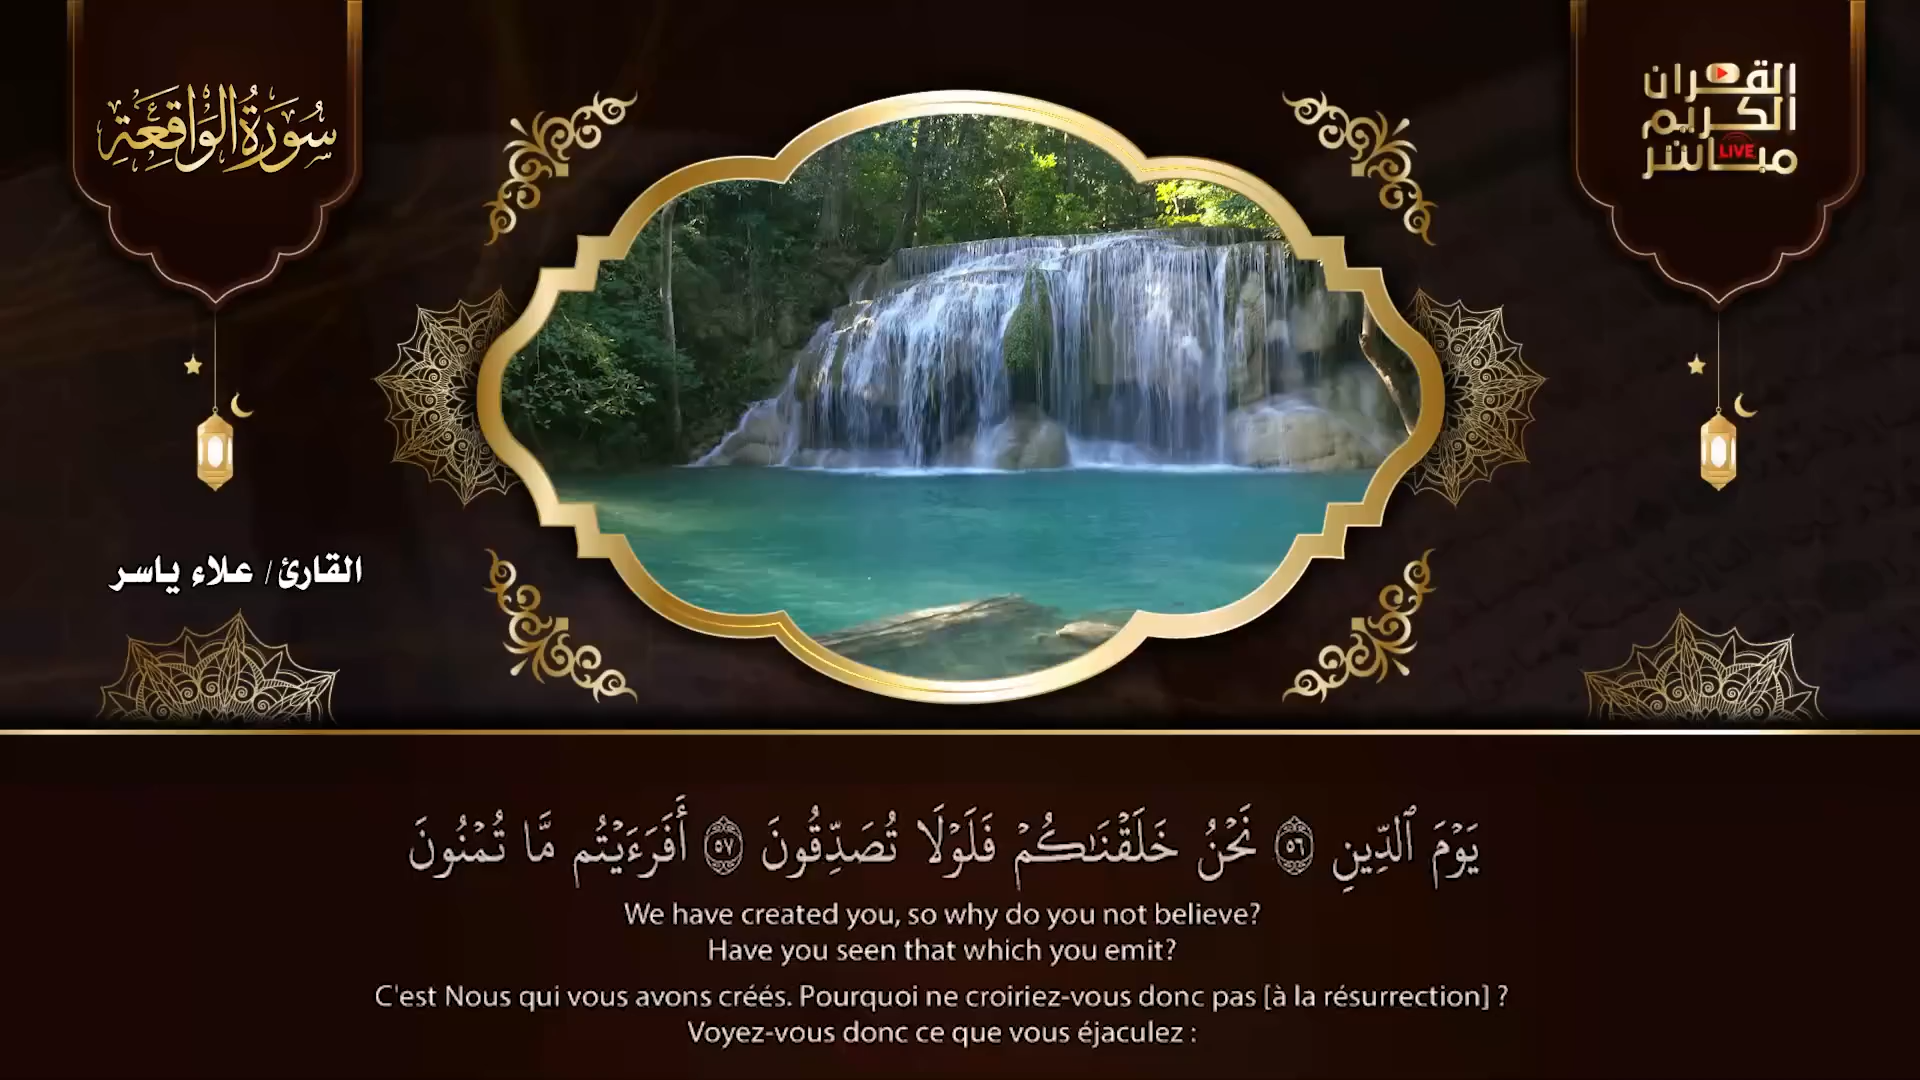 سُورَةُ الوَاقِعَةِ
القرآن
الكريم
مباشر
LIVE
القارئ / علاء ياسر
يَوْمَ ٱلدِّينِ ٥٦ نَحْنُ خَلَقْنَٰكُمْ فَلَوْلَا تُصَدِّقُونَ ٥٧ أَفَرَءَيْتُم مَّا تُمْنُونَ
We have created you, so why do you not believe?
Have you seen that which you emit?
C'est Nous qui vous avons créés. Pourquoi ne croiriez-vous donc pas [à la résurrection] ?
Voyez-vous donc ce que vous éjaculez :